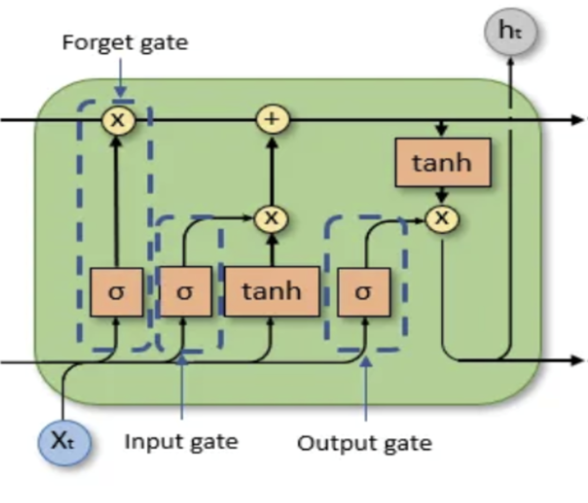 ht
Forget gate
x
+
tanh
x
x
σ
σ
tanh
σ
Xt
Input gate
Output gate